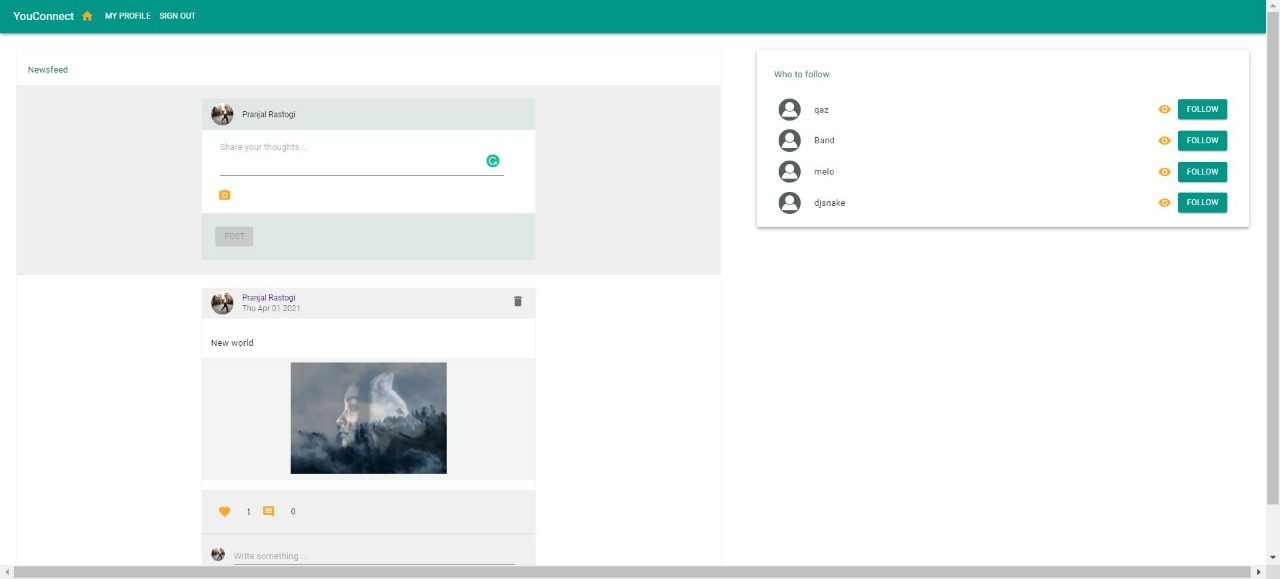 YouConnect MY PROFILE SIGN OUT
Newsfeed
Pranjal Rastogi
Share your thoughts ...
POST
Pranjal Rastogi
Thu Apr 01 2021
New world
1 0
Write something ...
Who to follow
qaz FOLLOW
Band FOLLOW
melo FOLLOW
djsnake FOLLOW